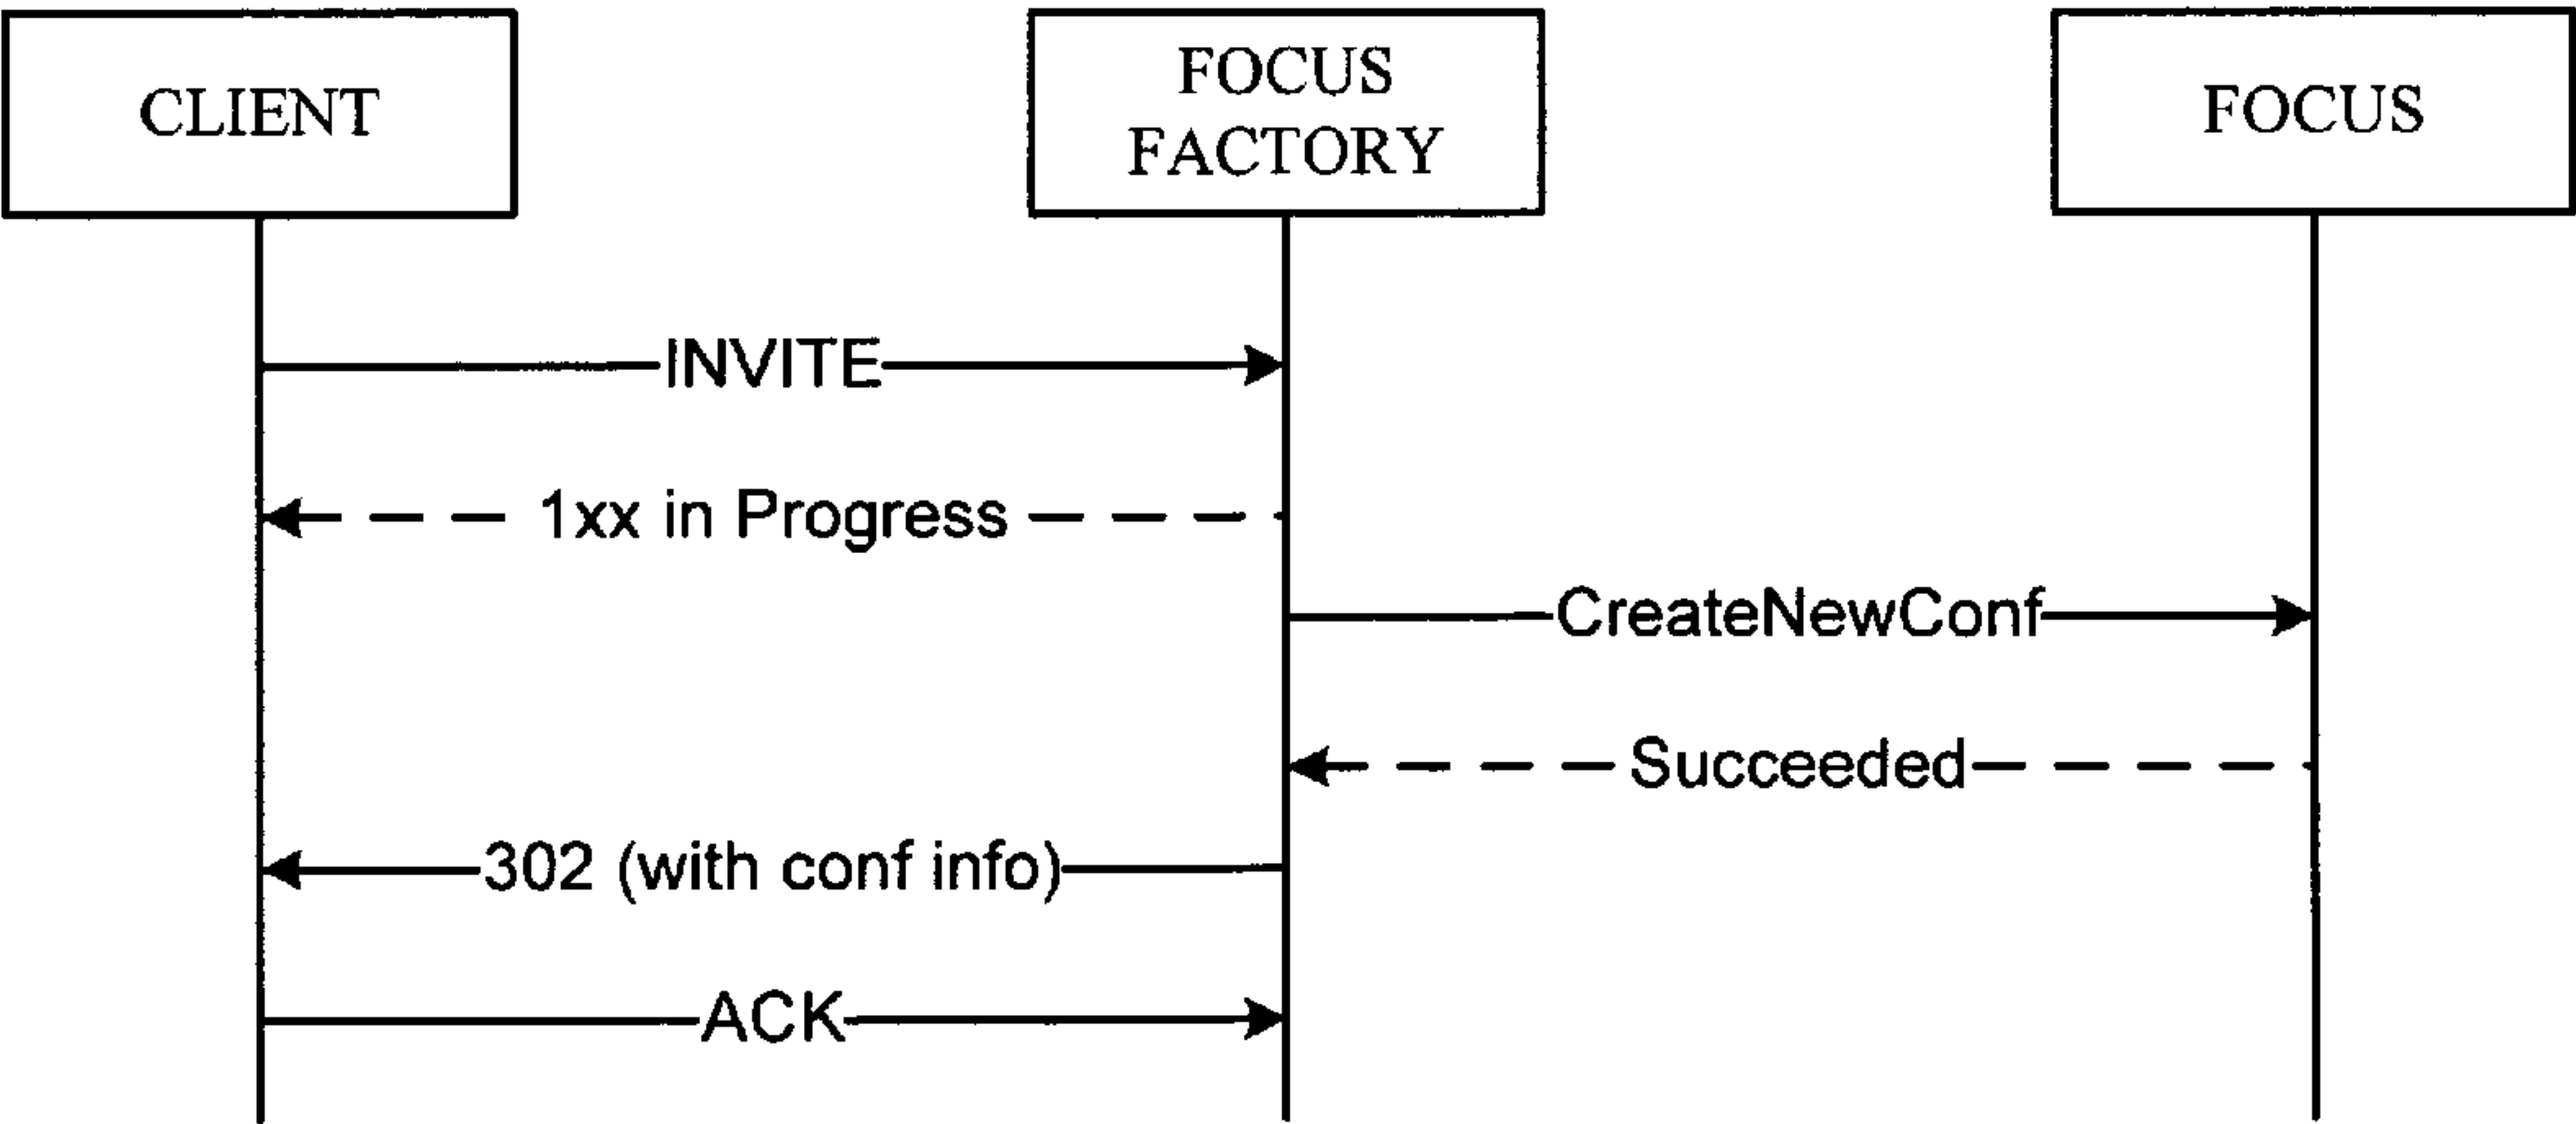 CLIENT
FOCUS
FACTORY
FOCUS
INVITE
1xx in Progress
CreateNewConf
Succeeded
302 (with conf info)
ACK